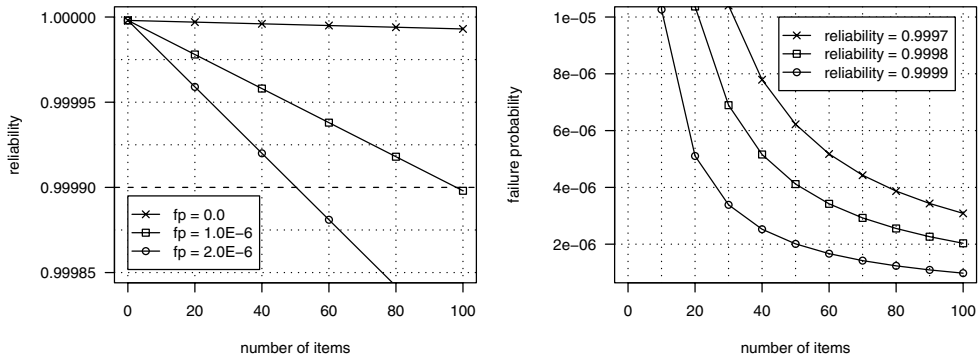 1.00000
0.99995
0.99990
0.99985
reliability
fp = 0.0
fp = 1.0E−6
fp = 2.0E−6
0 20 40 60 80 100
number of items
1e−05
8e−06
6e−06
4e−06
2e−06
failure probability
reliability = 0.9997
reliability = 0.9998
reliability = 0.9999
0 20 40 60 80 100
number of items